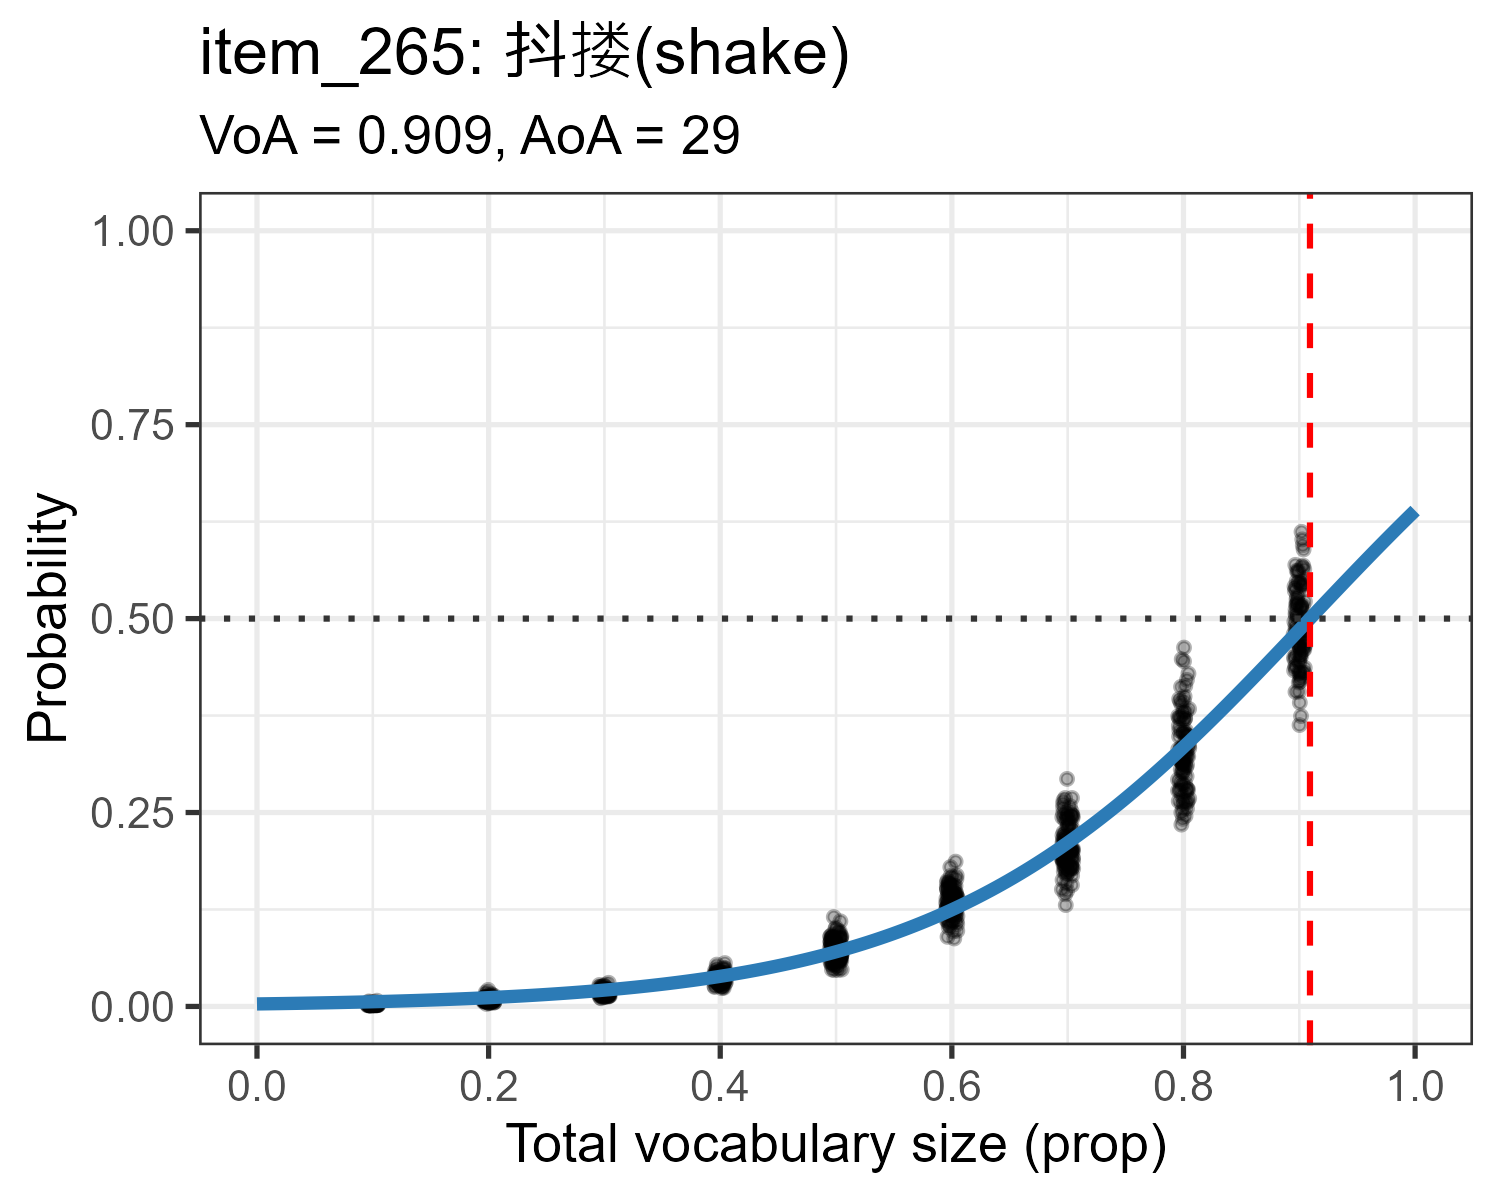 item_265: 抖搂(shake)
VoA = 0.909, AoA = 29
1.00
0.75
0.50
0.25
0.00
Probability
0.0 0.2 0.4 0.6 0.8 1.0
Total vocabulary size (prop)